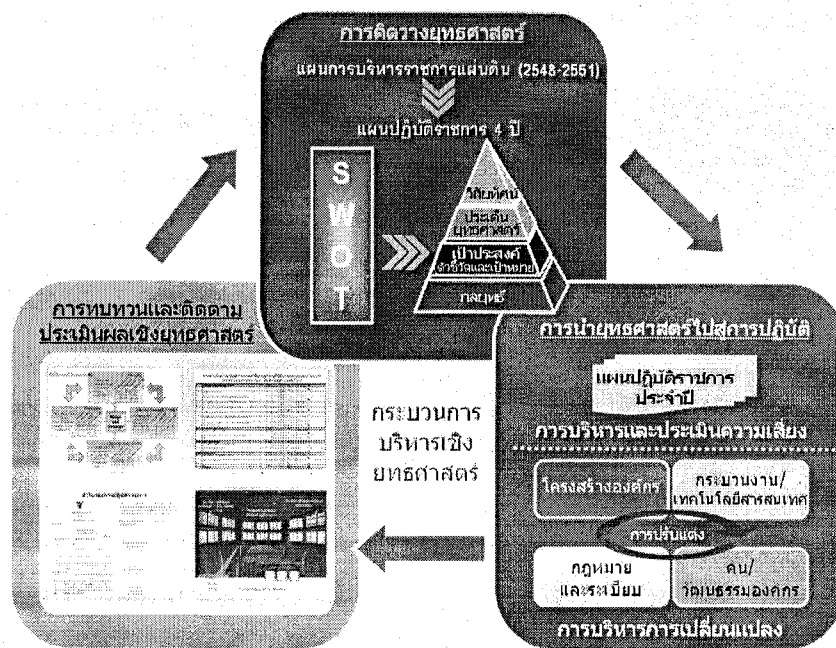 การคิดวางยุทธศาสตร์
แผนการบริหารราชการแผ่นดิน (2548-2551)
แผนปฏิบัติราชการ 4 ปี
S
W
O
T
วิสัยทัศน์
ประเด็น
ยุทธศาสตร์
เป้าประสงค์
ตัวชี้วัดและเป้าหมาย
กลยุทธ์
การทบทวนและติดตาม
ประเมินผลเชิงยุทธศาสตร์
กระบวนการ
บริหารเชิง
ยุทธศาสตร์
การนำยุทธศาสตร์ไปสู่การปฏิบัติ
แผนปฏิบัติราชการ
ประจำปี
การบริหารและประเมินความเสี่ยง
โครงสร้างองค์กร
กระบวนงาน/
เทคโนโลยีสารสนเทศ
การปรับแต่ง
กฎหมาย
และระเบียบ
คน/
วัฒนธรรมองค์กร
การบริหารการเปลี่ยนแปลง